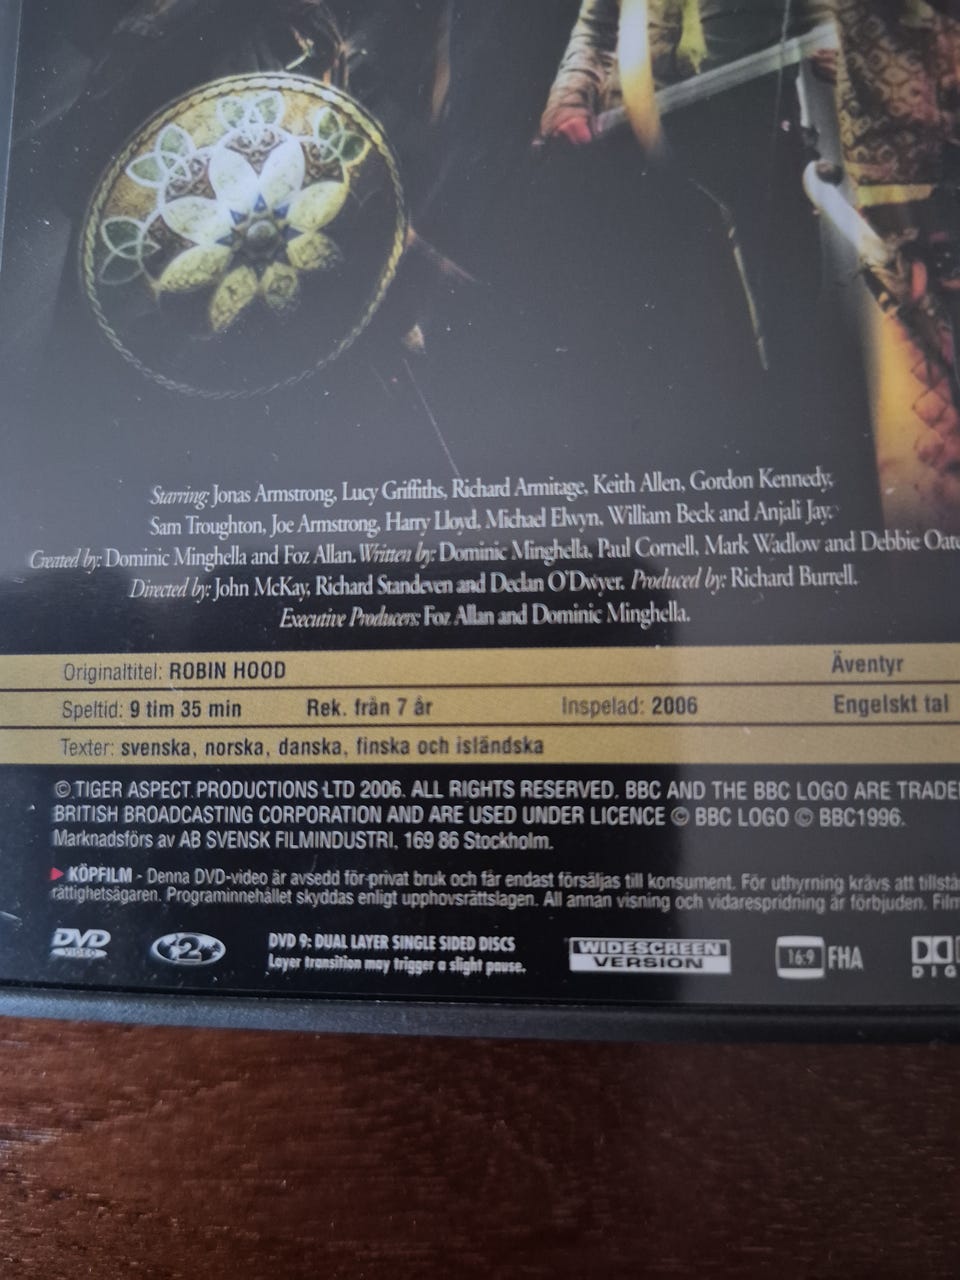 Starring: Jonas Armstrong, Lucy Griffiths, Richard Armitage, Keith Allen, Gordon Kennedy,
Sam Troughton, Joe Armstrong, Harry Lloyd, Michael Elwyn, William Beck and Anjali Jay.
Created by: Dominic Minghella and Foz Allan. Written by: Dominic Minghella, Paul Cornell, Mark Wadlow and Debbie Oate
Directed by: John McKay, Richard Standeven and Declan O'Dwyer. Produced by: Richard Burrell.
Executive Producers: Foz Allan and Dominic Minghella.
Originaltitel: ROBIN HOOD Äventyr
Speltid: 9 tim 35 min Rek. från 7 år Inspelad: 2006 Engelskt tal
Texter: svenska, norska, danska, finska och isländska
© TIGER ASPECT PRODUCTIONS LTD 2006. ALL RIGHTS RESERVED. BBC AND THE BBC LOGO ARE TRADE
BRITISH BROADCASTING CORPORATION AND ARE USED UNDER LICENCE © BBC LOGO © BBC1996.
Marknadsförs av AB SVENSK FILMINDUSTRI, 169 86 Stockholm.
KÖPFILM - Denna DVD-video är avsedd för privat bruk och får endast försäljas till konsument. För uthyrning krävs att tillstå
rättighetsägaren. Programinnehållet skyddas enligt upphovsrättslagen. All annan visning och vidarespridning är förbjuden. Film
DVD VIDEO 2 DVD 9: DUAL LAYER SINGLE SIDED DISCS WIDESCREEN 16:9 FHA
Layer transition may trigger a slight pause. VERSION DIG